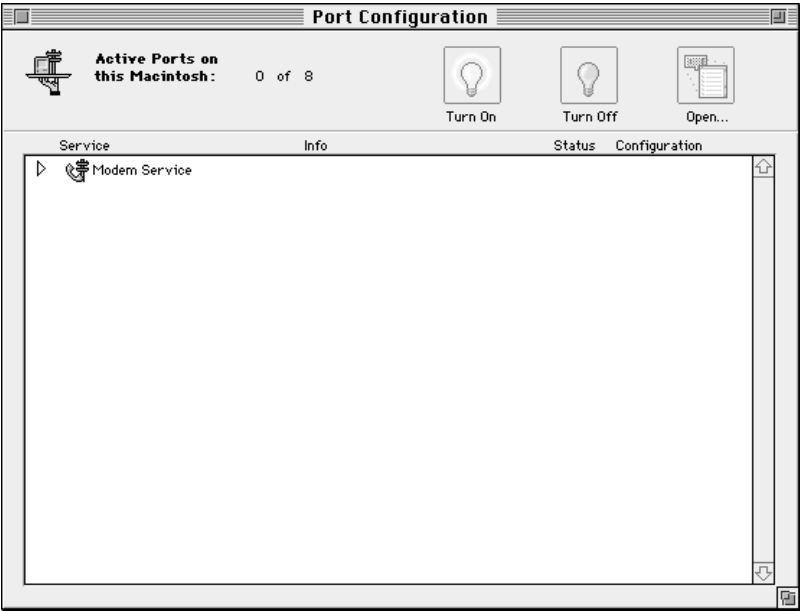 Port Configuration
Active Ports on
this Macintosh: 0 of 8
Turn On Turn Off Open...
Service Info Status Configuration
Modem Service